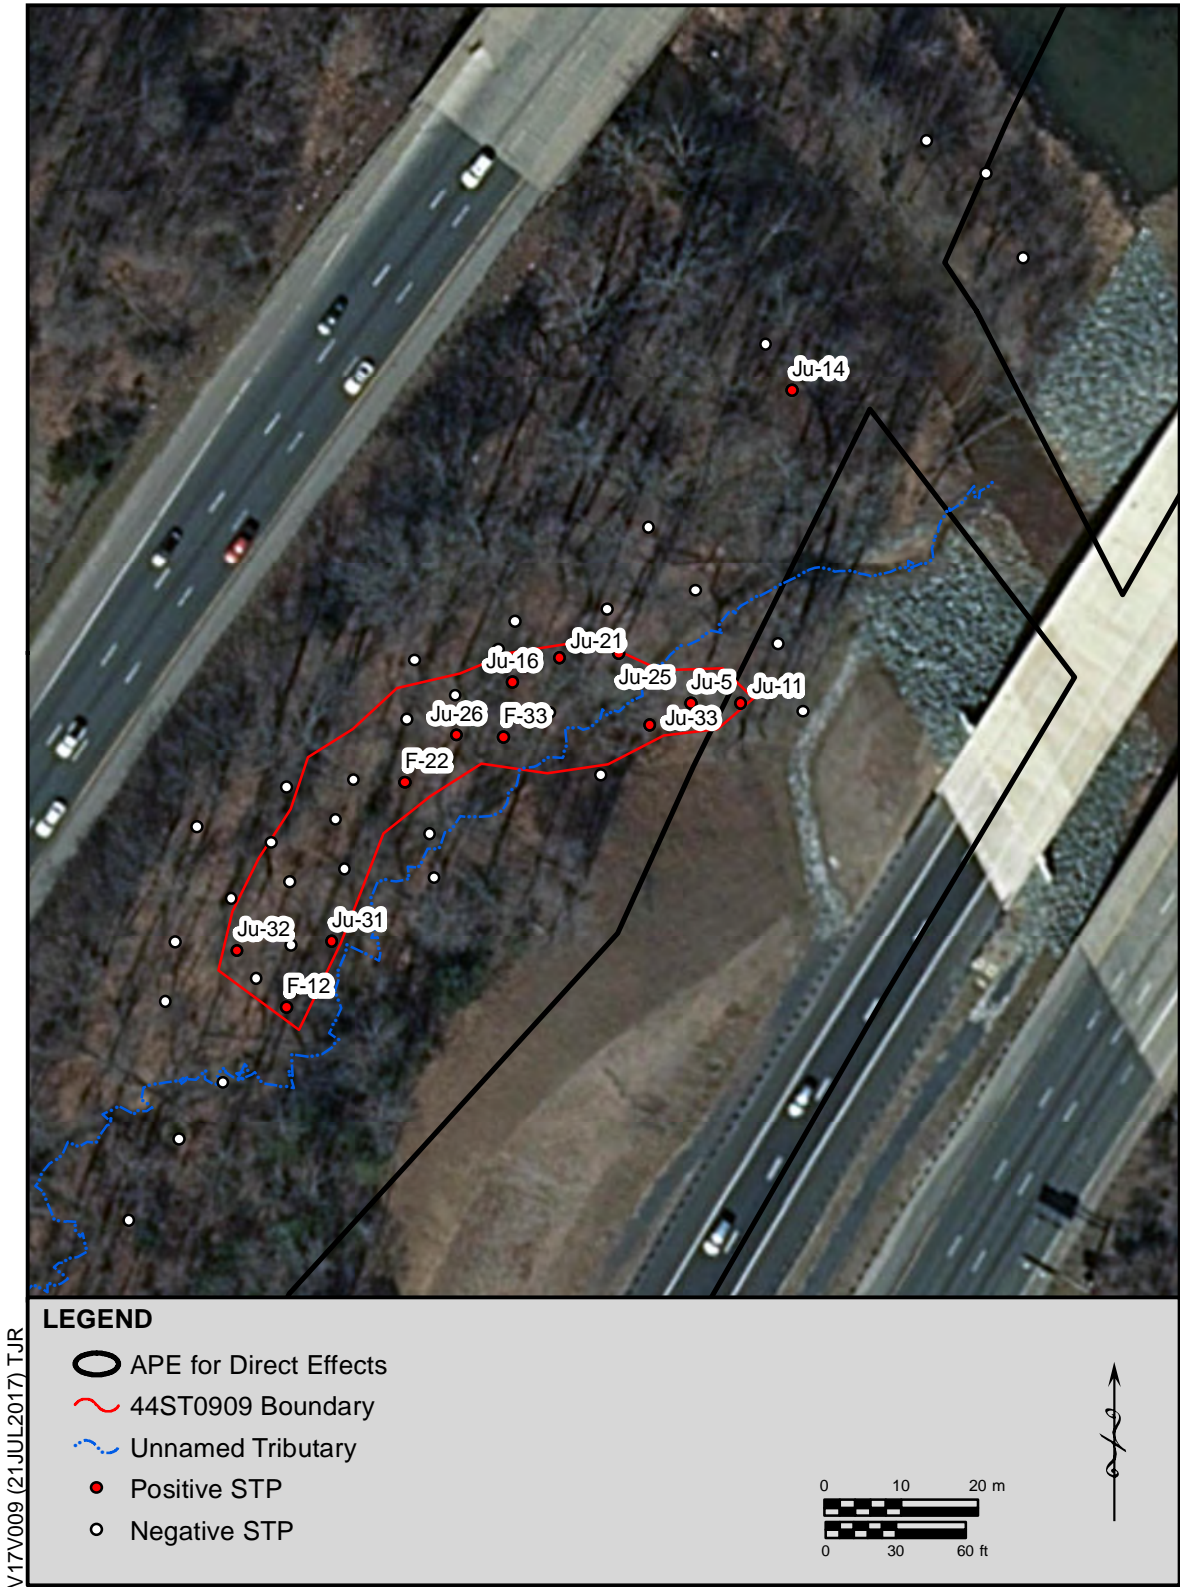 Ju-14
Ju-21
Ju-16
Ju-25
Ju-5
Ju-11
Ju-26
F-33
Ju-33
F-22
Ju-32
Ju-31
F-12
LEGEND
APE for Direct Effects
44ST0909 Boundary
Unnamed Tributary
Positive STP
Negative STP
0 10 20 m
0 30 60 ft
V17V009 (21JUL2017) TJR